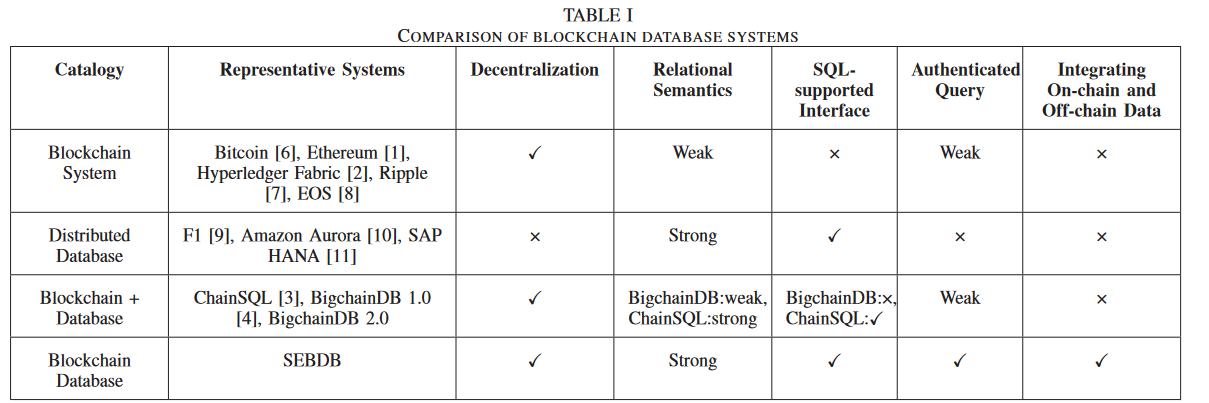 TABLE I
COMPARISON OF BLOCKCHAIN DATABASE SYSTEMS
Catalogy
Representative Systems
Decentralization
Relational
Semantics
SQL-
supported
Interface
Authenticated
Query
Integrating
On-chain and
Off-chain Data
Blockchain
System
Bitcoin [6], Ethereum [1],
Hyperledger Fabric [2], Ripple
[7], EOS [8]
✓
Weak
×
Weak
×
Distributed
Database
F1 [9], Amazon Aurora [10], SAP
HANA [11]
×
Strong
✓
×
×
Blockchain +
Database
ChainSQL [3], BigchainDB 1.0
[4], BigchainDB 2.0
✓
BigchainDB:weak,
ChainSQL:strong
BigchainDB:×,
ChainSQL:✓
Weak
×
Blockchain
Database
SEBDB
✓
Strong
✓
✓
✓